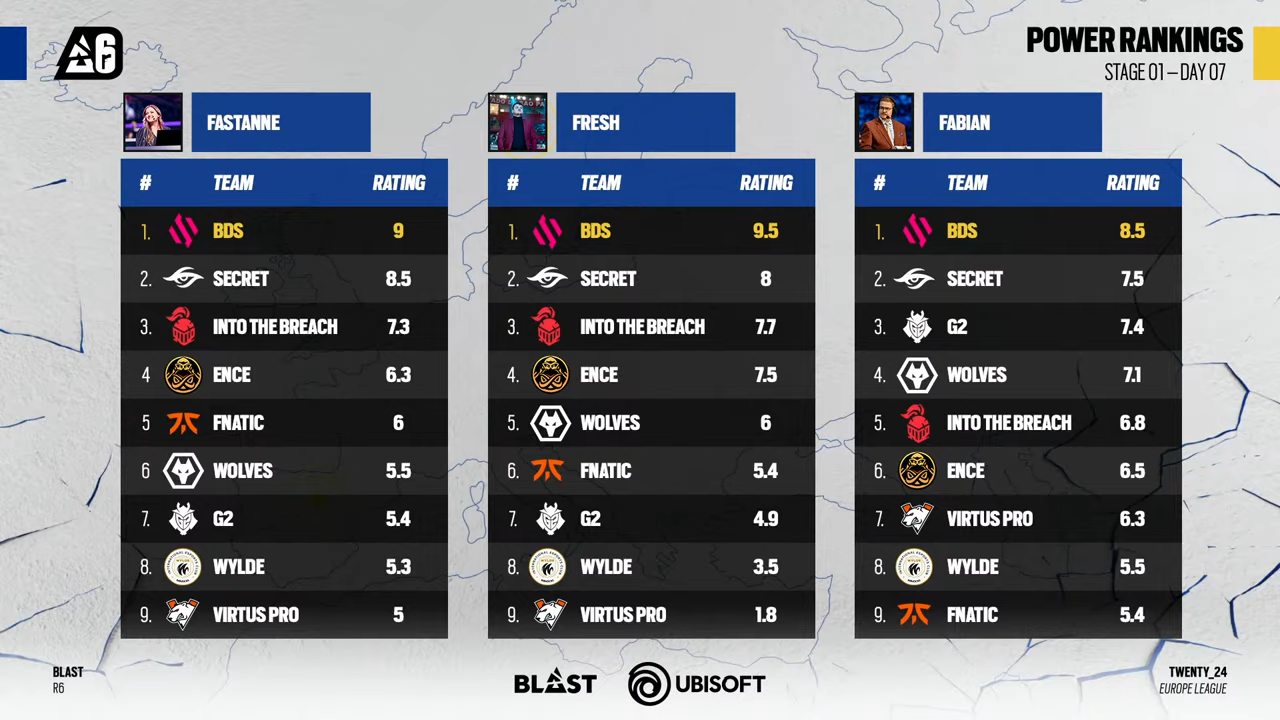 A6
POWER RANKINGS
STAGE 01 – DAY 07
FASTANNE
# TEAM RATING
1. BDS 9
2. SECRET 8.5
3. INTO THE BREACH 7.3
4 ENCE 6.3
5 FNATIC 6
6 WOLVES 5.5
7. G2 5.4
8. WYLDE 5.3
9. VIRTUS PRO 5
FRESH
# TEAM RATING
1. BDS 9.5
2. SECRET 8
3. INTO THE BREACH 7.7
4. ENCE 7.5
5. WOLVES 6
6. FNATIC 5.4
7. G2 4.9
8. WYLDE 3.5
9. VIRTUS PRO 1.8
FABIAN
# TEAM RATING
1. BDS 8.5
2. SECRET 7.5
3. G2 7.4
4. WOLVES 7.1
5. INTO THE BREACH 6.8
6. ENCE 6.5
7. VIRTUS PRO 6.3
8. WYLDE 5.5
9. FNATIC 5.4
BLAST
R6
BLAST
UBISOFT
TWENTY_24
EUROPE LEAGUE